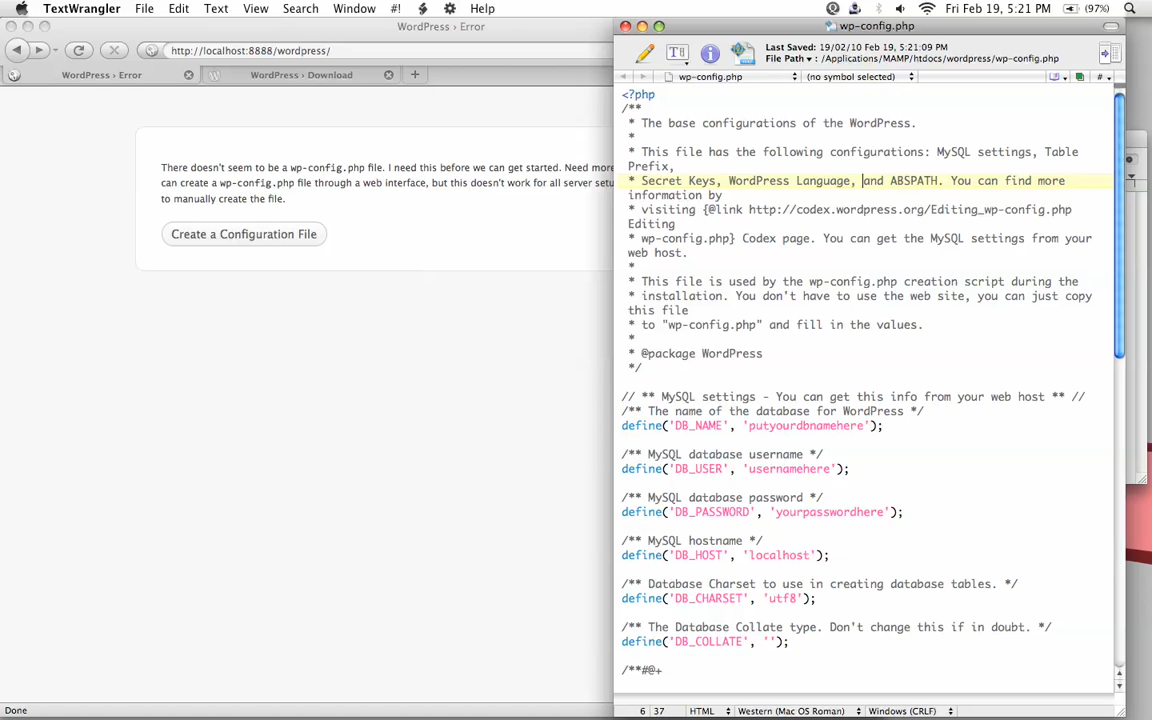 TextWrangler File Edit Text View Search Window #! Help Fri Feb 19, 5:21 PM (97%)
WordPress › Error
http://localhost:8888/wordpress/
WordPress › Error WordPress › Download +
There doesn't seem to be a wp-config.php file. I need this before we can get started. Need more
can create a wp-config.php file through a web interface, but this doesn't work for all server setu
to manually create the file.
Create a Configuration File
Done
wp-config.php
Last Saved: 19/02/10 Feb 19, 5:21:09 PM
File Path ▾ : /Applications/MAMP/htdocs/wordpress/wp-config.php
wp-config.php (no symbol selected) #
<?php
/**
* The base configurations of the WordPress.
*
* This file has the following configurations: MySQL settings, Table
Prefix,
* Secret Keys, WordPress Language, and ABSPATH. You can find more
information by
* visiting {@link http://codex.wordpress.org/Editing_wp-config.php
Editing
* wp-config.php} Codex page. You can get the MySQL settings from your
web host.
*
* This file is used by the wp-config.php creation script during the
* installation. You don't have to use the web site, you can just copy
this file
* to "wp-config.php" and fill in the values.
*
* @package WordPress
*/
// ** MySQL settings - You can get this info from your web host ** //
/** The name of the database for WordPress */
define('DB_NAME', 'putyourdbnamehere');
/** MySQL database username */
define('DB_USER', 'usernamehere');
/** MySQL database password */
define('DB_PASSWORD', 'yourpasswordhere');
/** MySQL hostname */
define('DB_HOST', 'localhost');
/** Database Charset to use in creating database tables. */
define('DB_CHARSET', 'utf8');
/** The Database Collate type. Don't change this if in doubt. */
define('DB_COLLATE', '');
/**#@+
6 37 HTML Western (Mac OS Roman) Windows (CRLF)